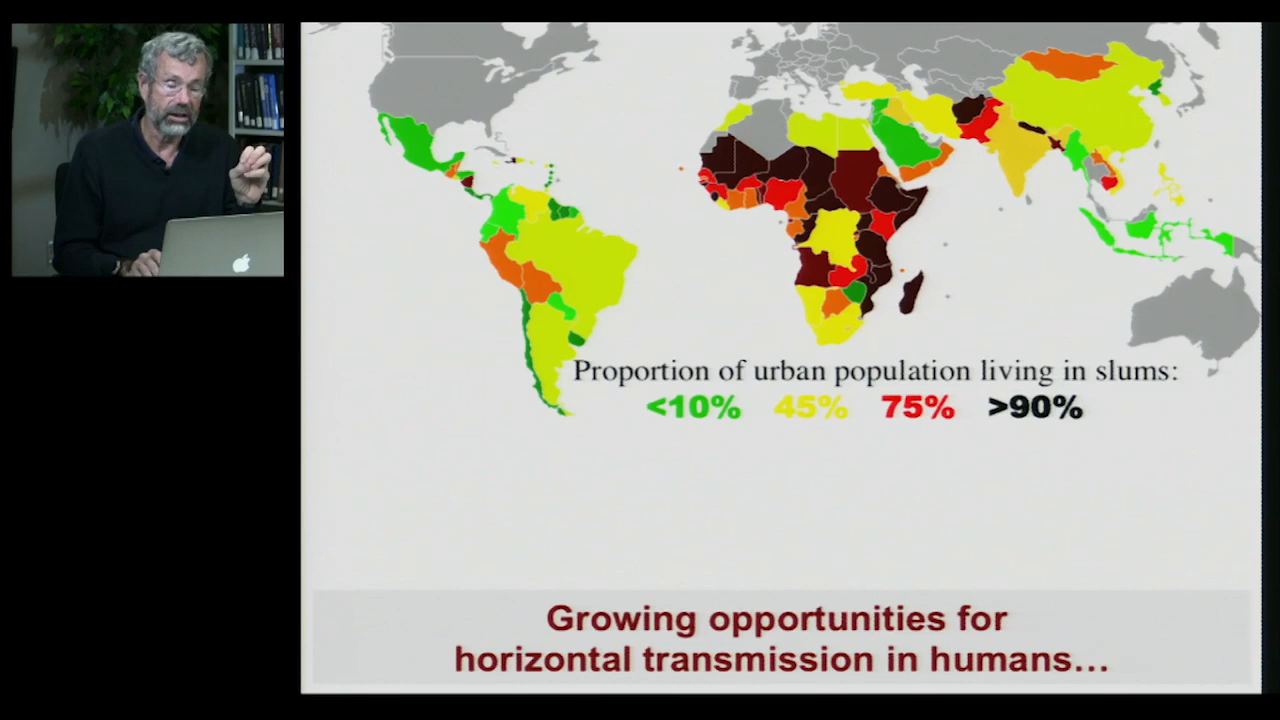 Proportion of urban population living in slums:
<10% 45% 75% >90%
Growing opportunities for
horizontal transmission in humans…